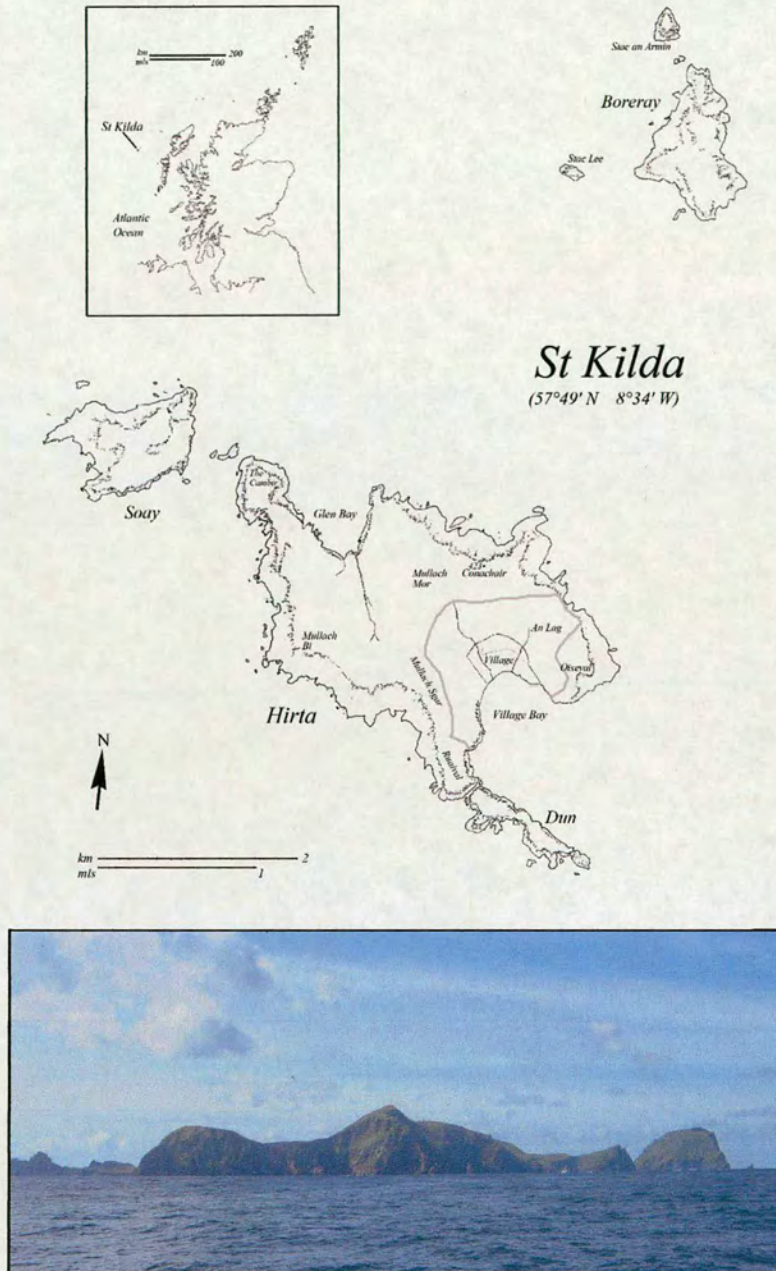 km 200
mls 100
St Kilda
Atlantic
Ocean
Stac an Armin
Boreray
Stac Lee
St Kilda
(57°49' N 8°34' W)
Soay
The
Cambir
Glen Bay
Mullach
Mor
Conachair
An Lag
Mullach
Bi
Village
Oiseval
Mullach Sgar
Hirta
Village Bay
Ruaival
N
Dun
km 2
mls 1